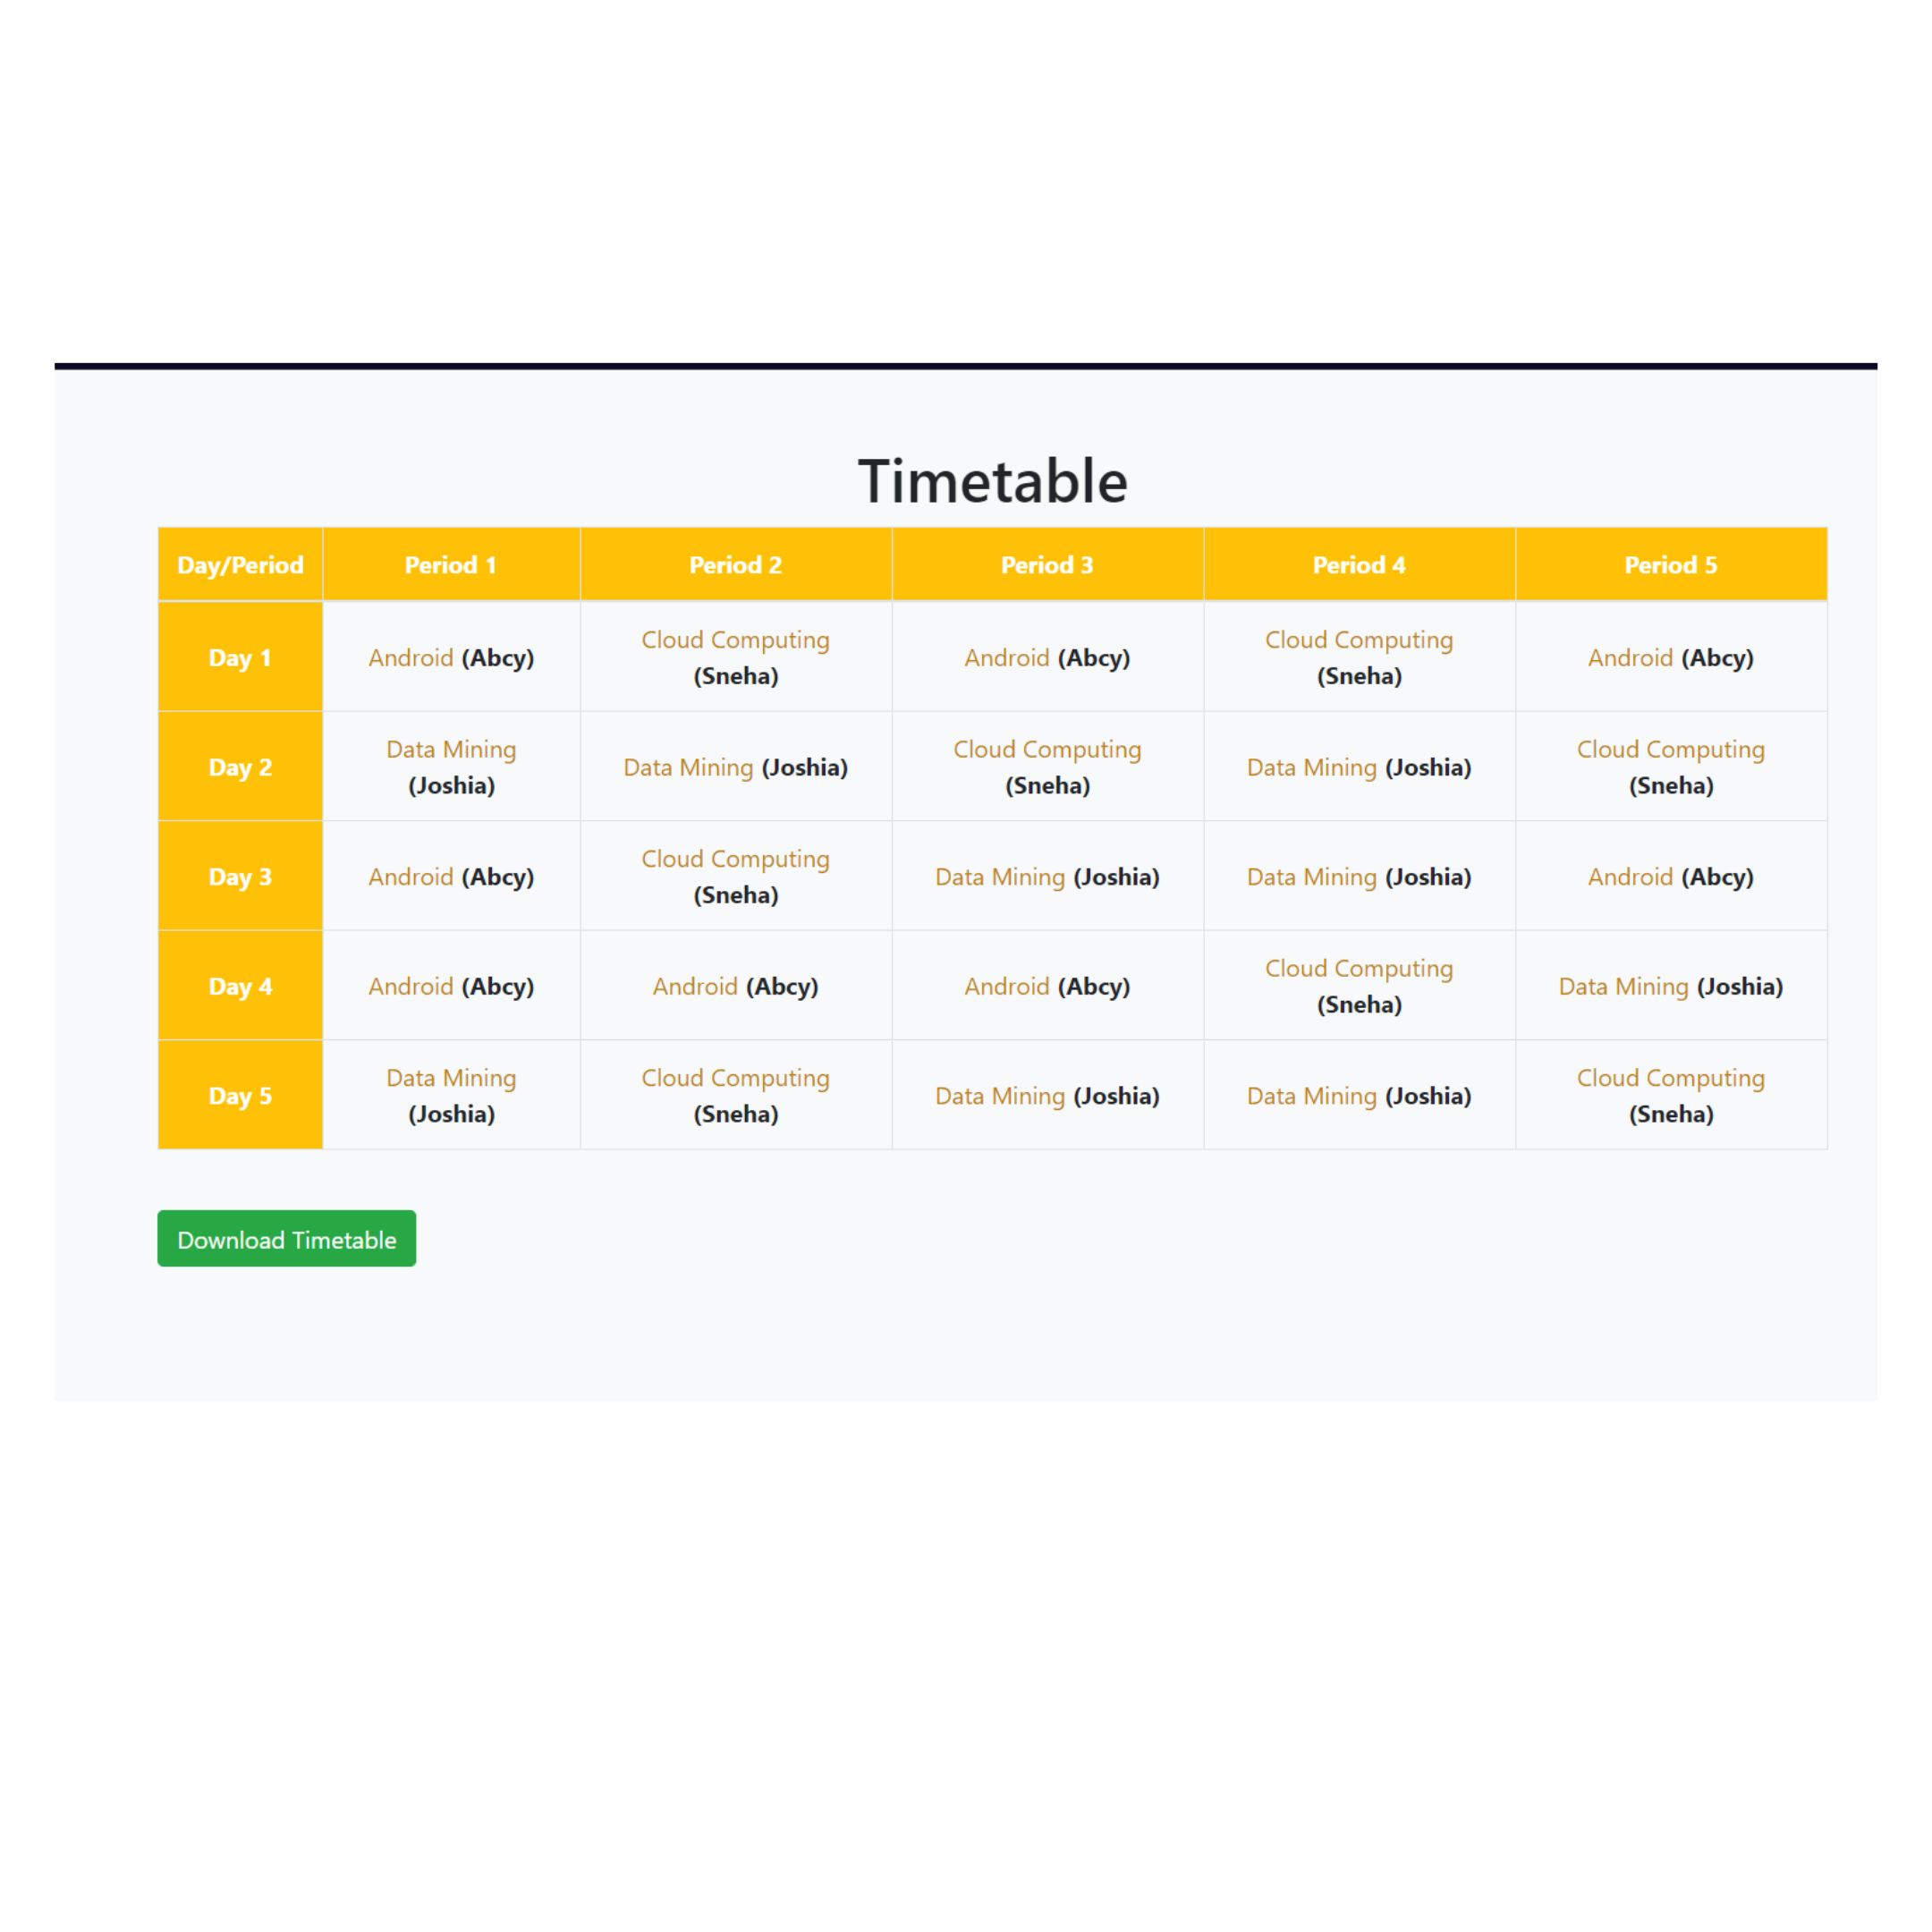 Timetable
Day/Period Period 1 Period 2 Period 3 Period 4 Period 5
Day 1 Android (Abcy) Cloud Computing (Sneha) Android (Abcy) Cloud Computing (Sneha) Android (Abcy)
Day 2 Data Mining (Joshia) Data Mining (Joshia) Cloud Computing (Sneha) Data Mining (Joshia) Cloud Computing (Sneha)
Day 3 Android (Abcy) Cloud Computing (Sneha) Data Mining (Joshia) Data Mining (Joshia) Android (Abcy)
Day 4 Android (Abcy) Android (Abcy) Android (Abcy) Cloud Computing (Sneha) Data Mining (Joshia)
Day 5 Data Mining (Joshia) Cloud Computing (Sneha) Data Mining (Joshia) Data Mining (Joshia) Cloud Computing (Sneha)
Download Timetable